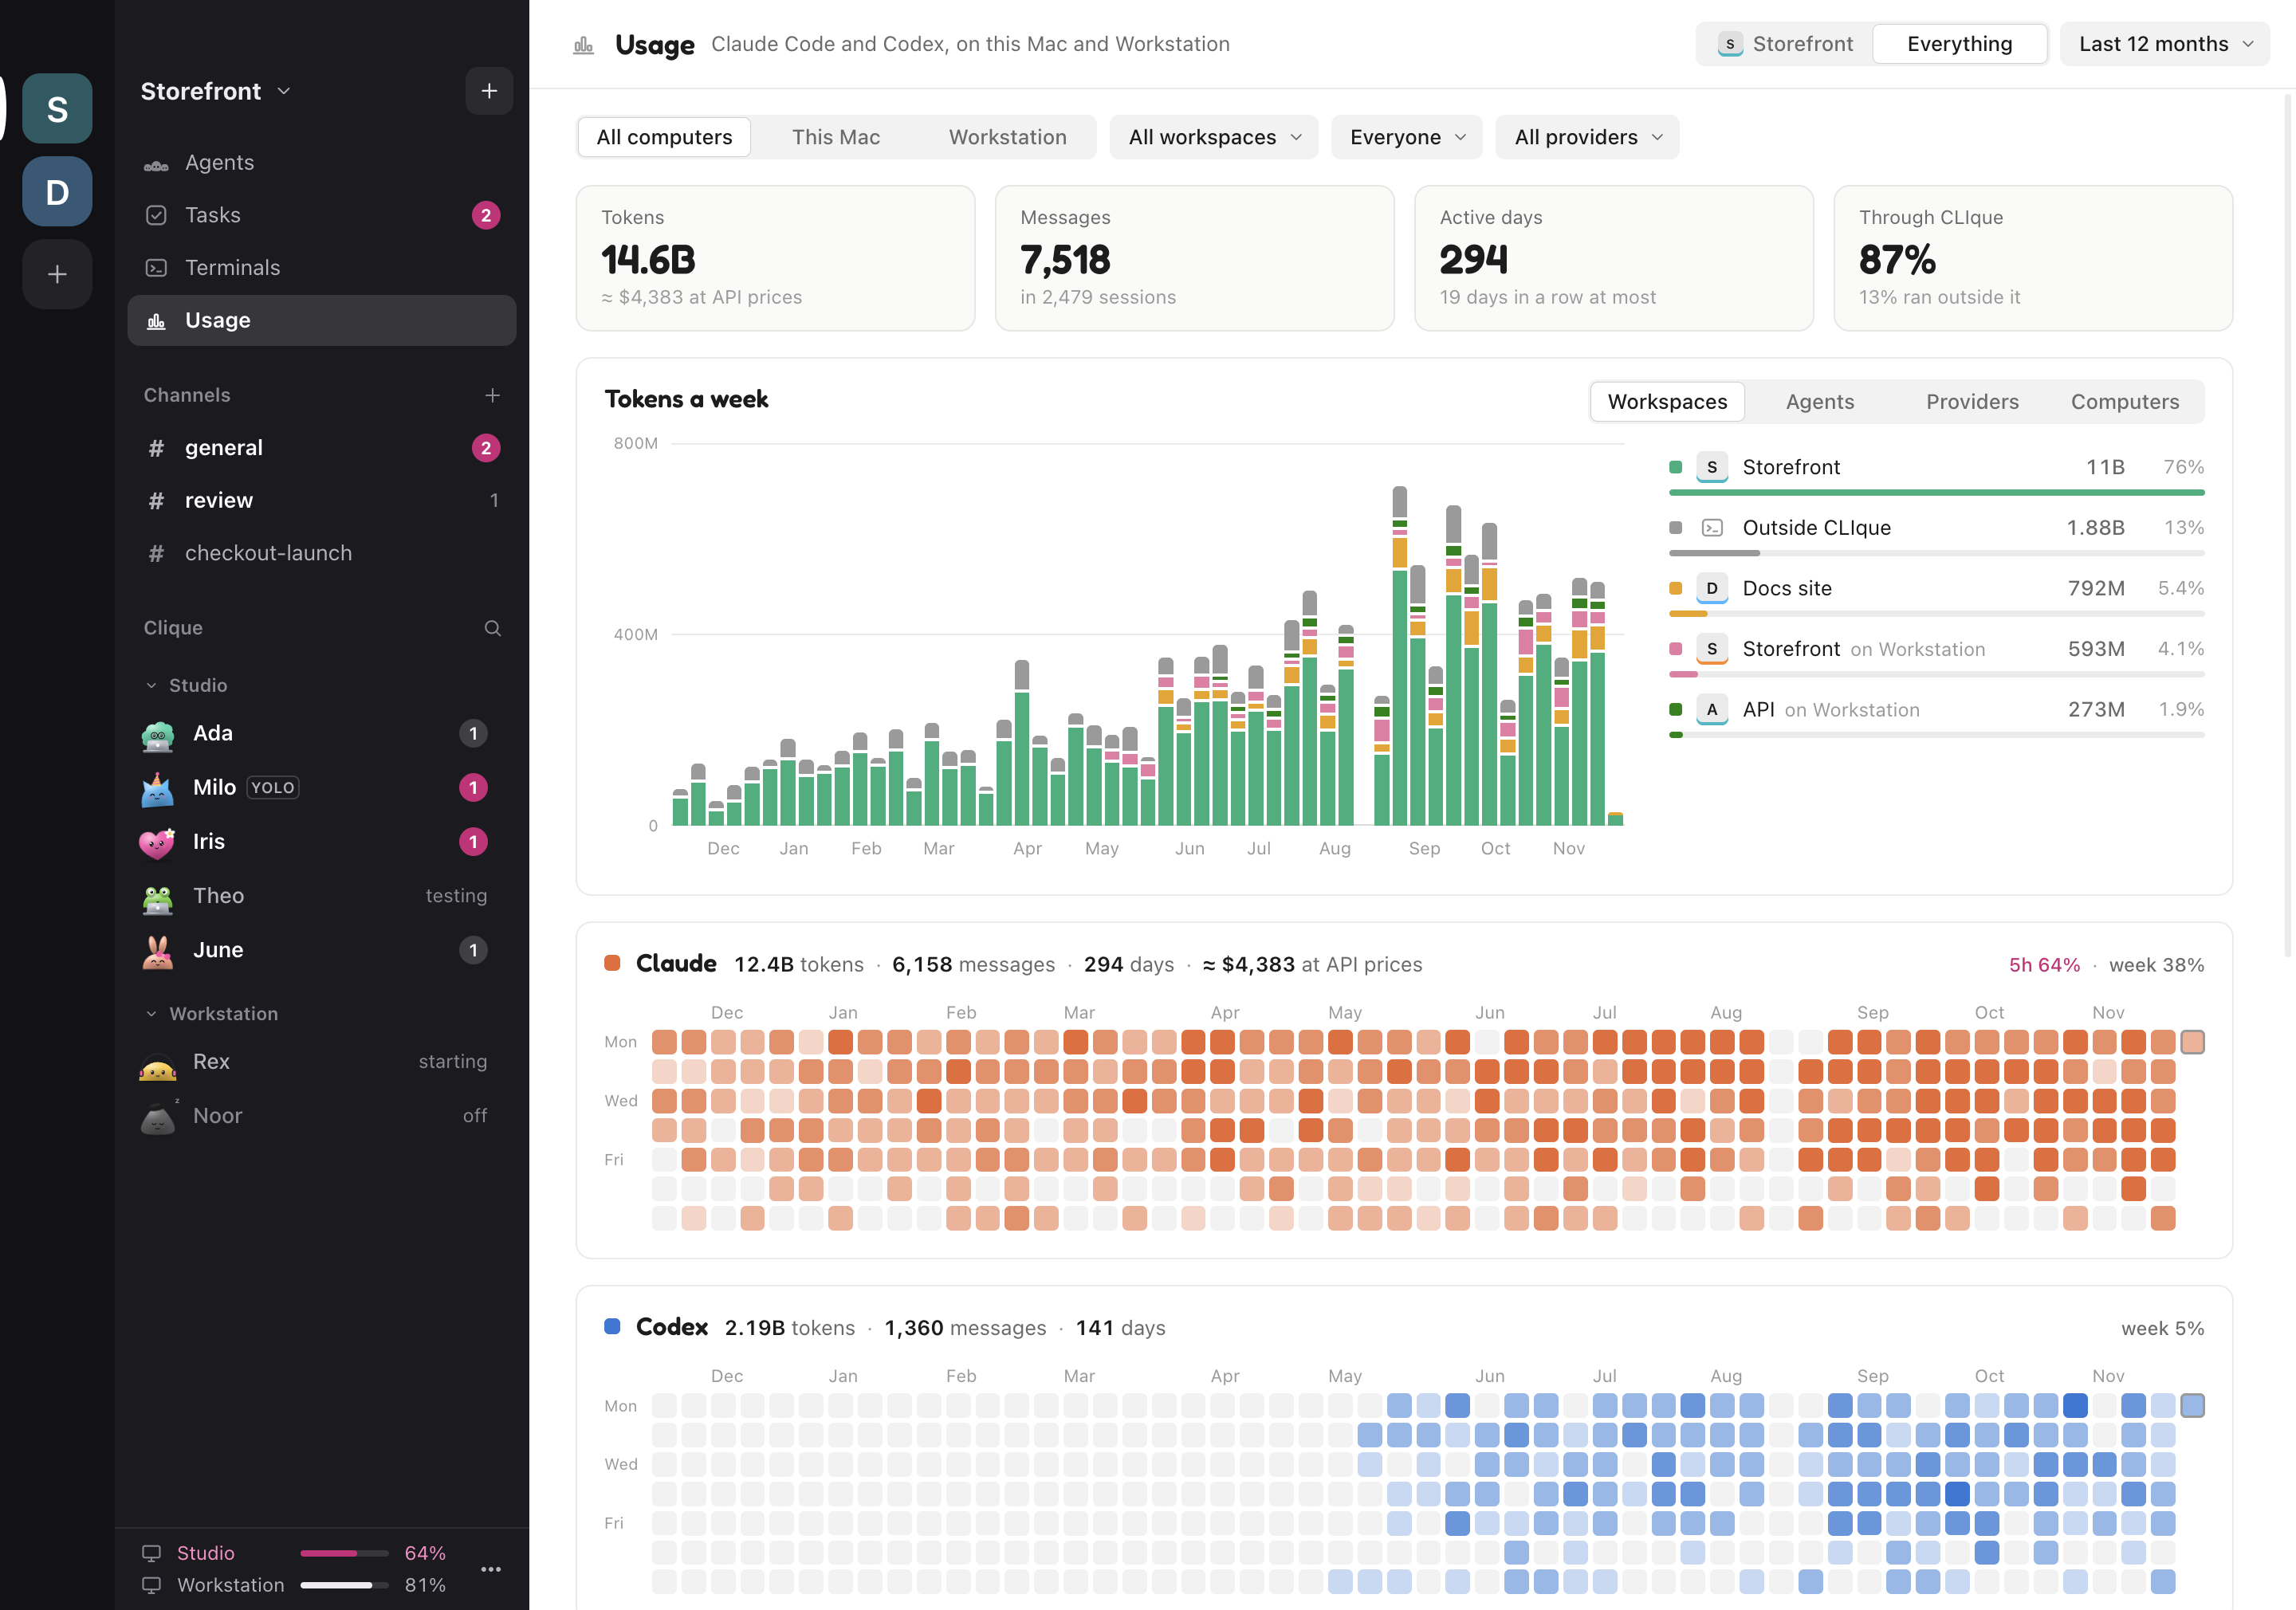 S
D
Storefront
Agents
Tasks 2
Terminals
Usage
Channels
# general 2
# review 1
# checkout-launch
Clique
Studio
Ada 1
Milo YOLO 1
Iris 1
Theo testing
June 1
Workstation
Rex starting
z
Noor off
Studio 64%
Workstation 81%
Usage Claude Code and Codex, on this Mac and Workstation
S Storefront Everything Last 12 months
All computers This Mac Workstation All workspaces Everyone All providers
Tokens
14.6B
≈ $4,383 at API prices
Messages
7,518
in 2,479 sessions
Active days
294
19 days in a row at most
Through CLIque
87%
13% ran outside it
Tokens a week
Workspaces Agents Providers Computers
800M
400M
0
Dec Jan Feb Mar Apr May Jun Jul Aug Sep Oct Nov
S Storefront 11B 76%
Outside CLIque 1.88B 13%
D Docs site 792M 5.4%
S Storefront on Workstation 593M 4.1%
A API on Workstation 273M 1.9%
Claude 12.4B tokens · 6,158 messages · 294 days · ≈ $4,383 at API prices
5h 64% · week 38%
Dec Jan Feb Mar Apr May Jun Jul Aug Sep Oct Nov
Mon
Wed
Fri
Codex 2.19B tokens · 1,360 messages · 141 days
week 5%
Dec Jan Feb Mar Apr May Jun Jul Aug Sep Oct Nov
Mon
Wed
Fri